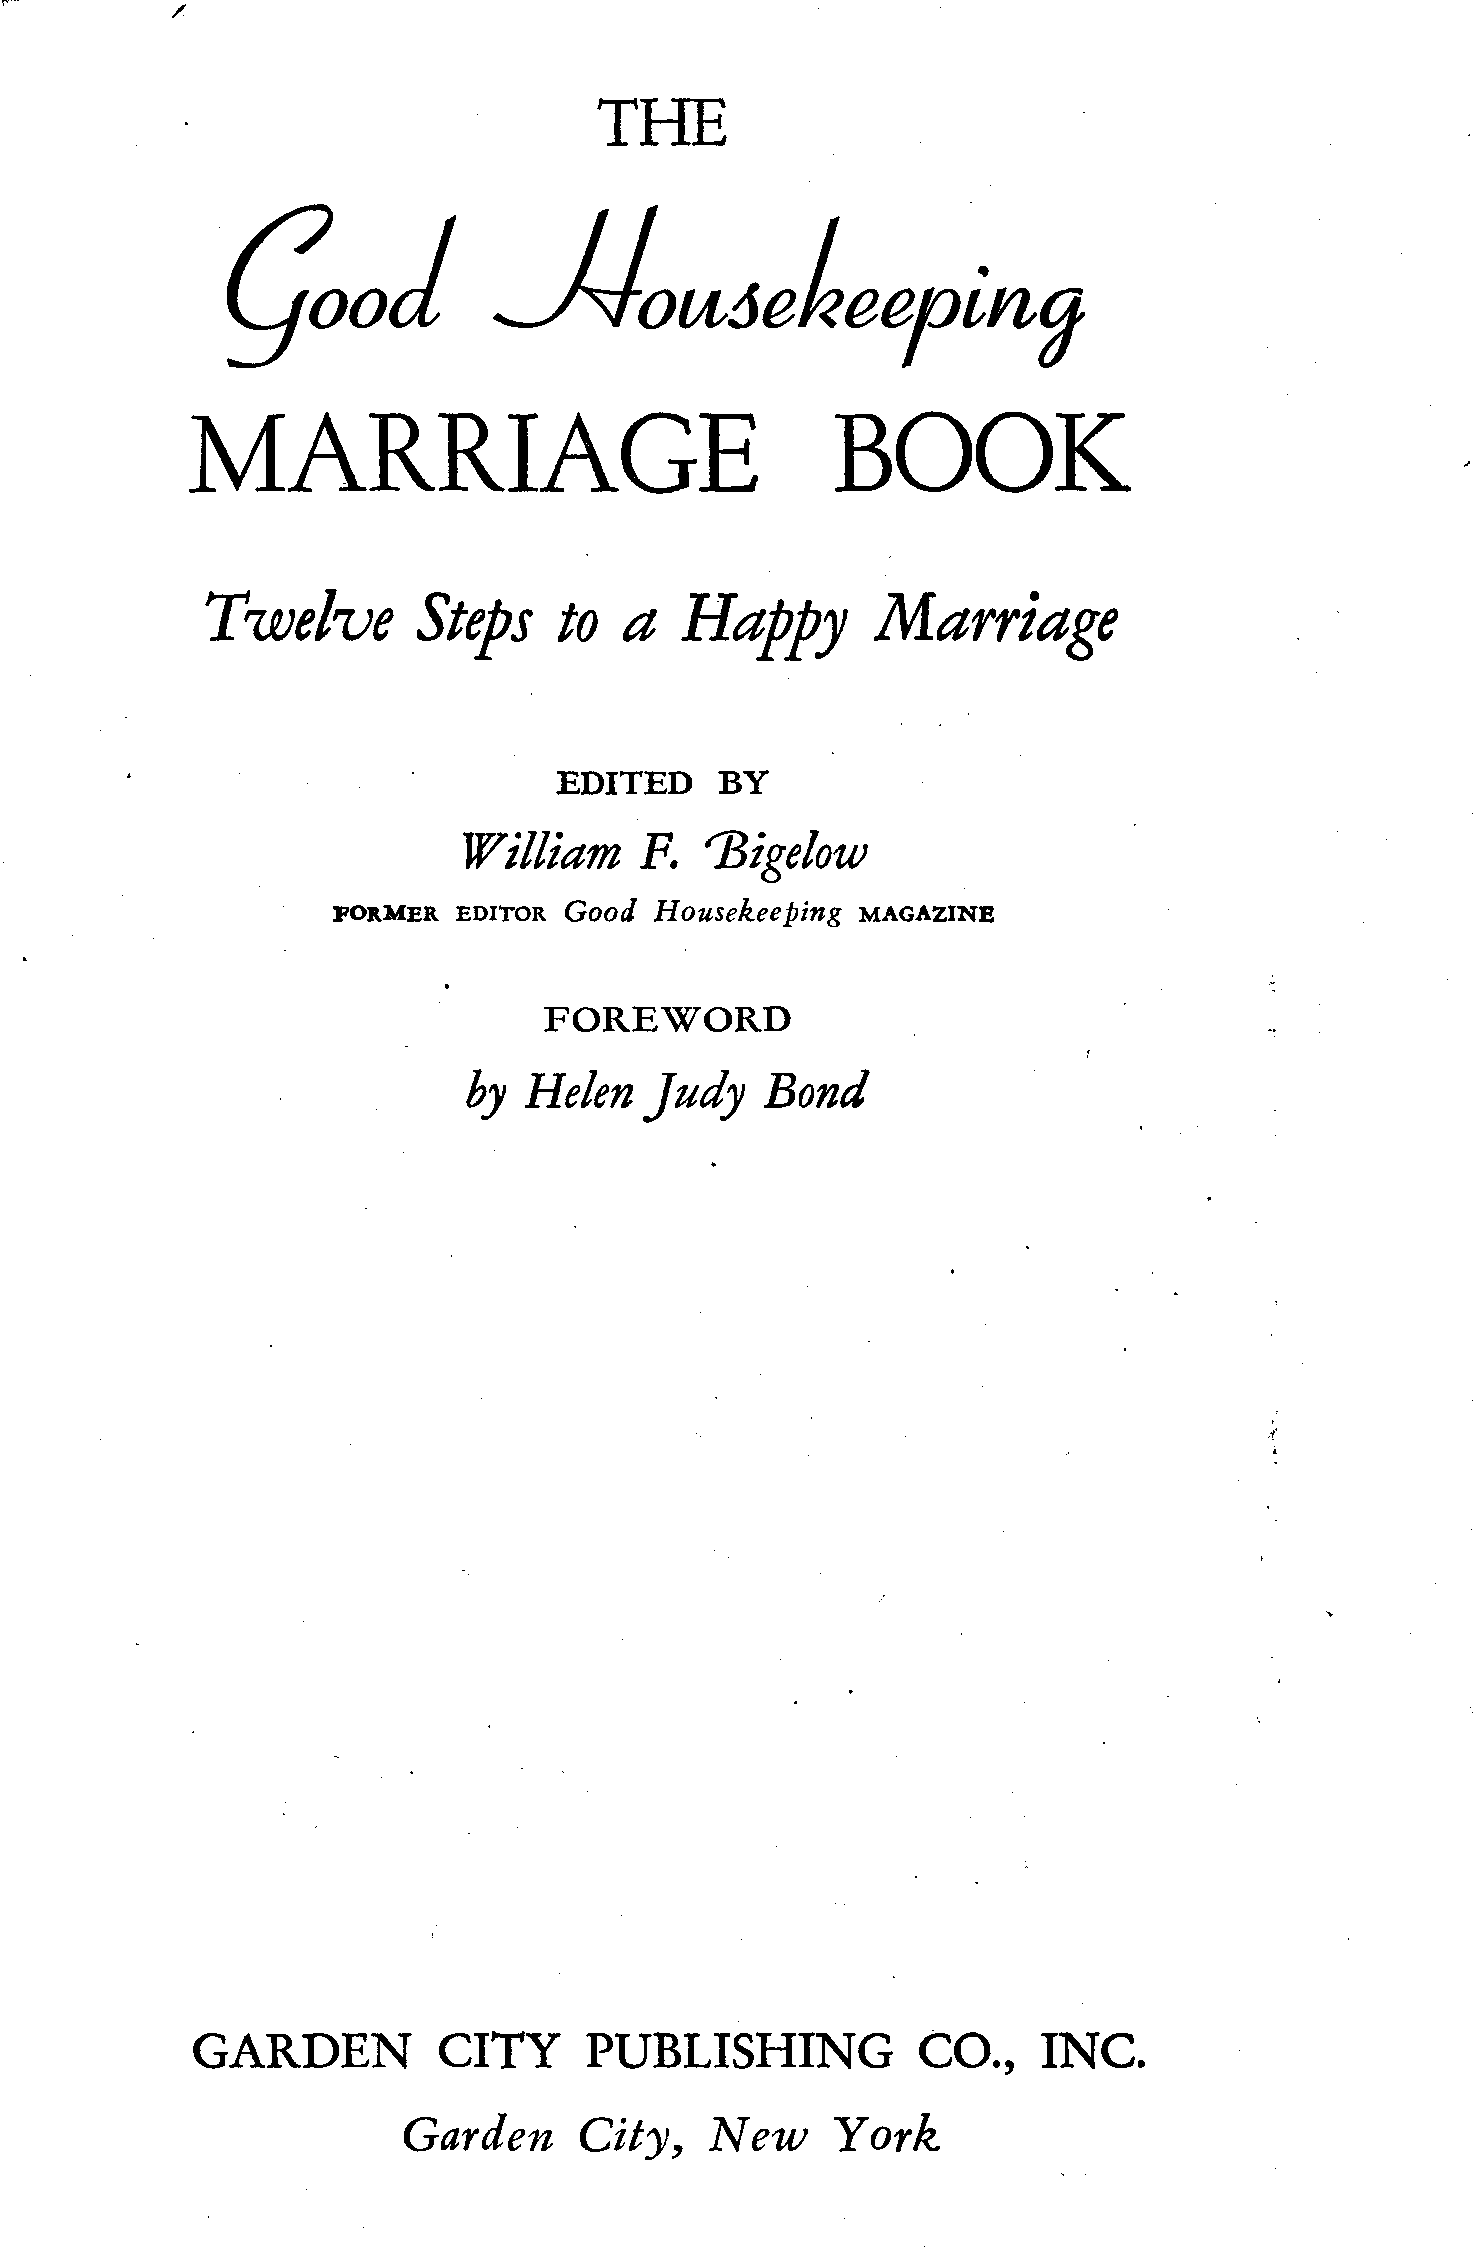 THE
Good Housekeeping
MARRIAGE BOOK
Twelve Steps to a Happy Marriage
EDITED BY
William F. Bigelow
FORMER EDITOR Good Housekeeping MAGAZINE
FOREWORD
by Helen Judy Bond
GARDEN CITY PUBLISHING CO., INC.
Garden City, New York